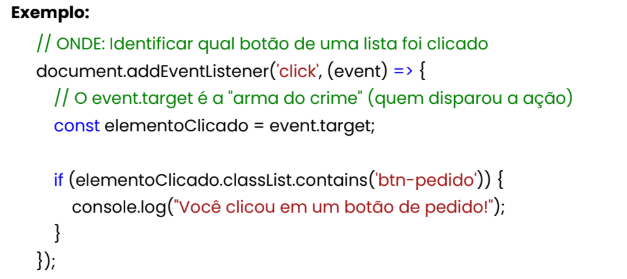 Exemplo:
// ONDE: Identificar qual botão de uma lista foi clicado
document.addEventListener('click', (event) => {
// O event.target é a "arma do crime" (quem disparou a ação)
const elementoClicado = event.target;
if (elementoClicado.classList.contains('btn-pedido')) {
console.log("Você clicou em um botão de pedido!");
}
});